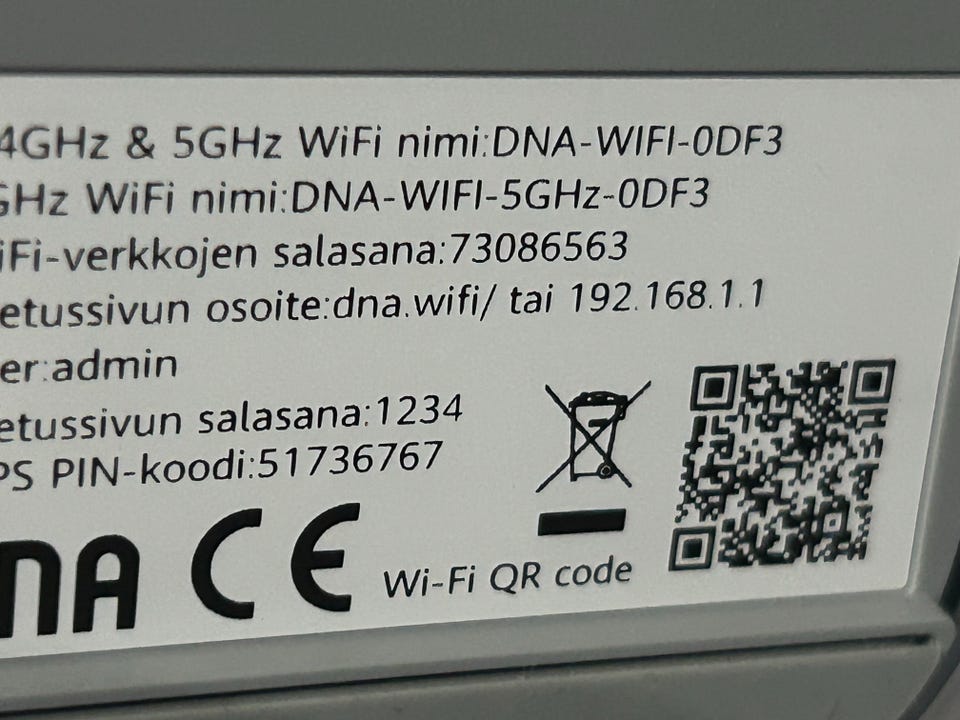 4GHz & 5GHz WiFi nimi:DNA-WIFI-0DF3
GHz WiFi nimi:DNA-WIFI-5GHz-0DF3
iFi-verkkojen salasana:73086563
etussivun osoite:dna.wifi/ tai 192.168.1.1
er:admin
etussivun salasana:1234
PS PIN-koodi:51736767
DNA CE
Wi-Fi QR code